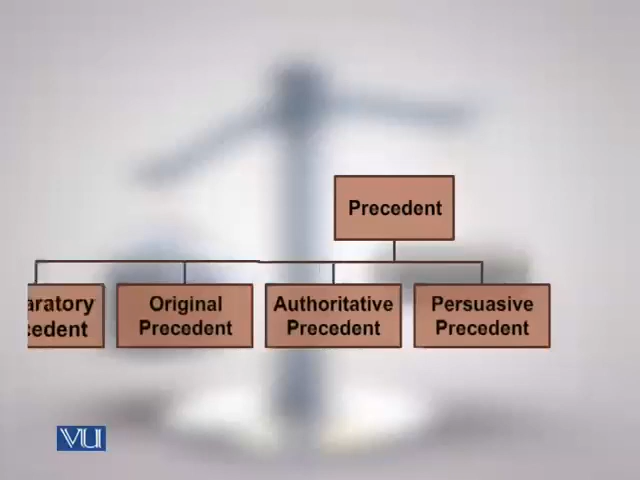 Precedent
aratory
cedent
Original
Precedent
Authoritative
Precedent
Persuasive
Precedent
VU